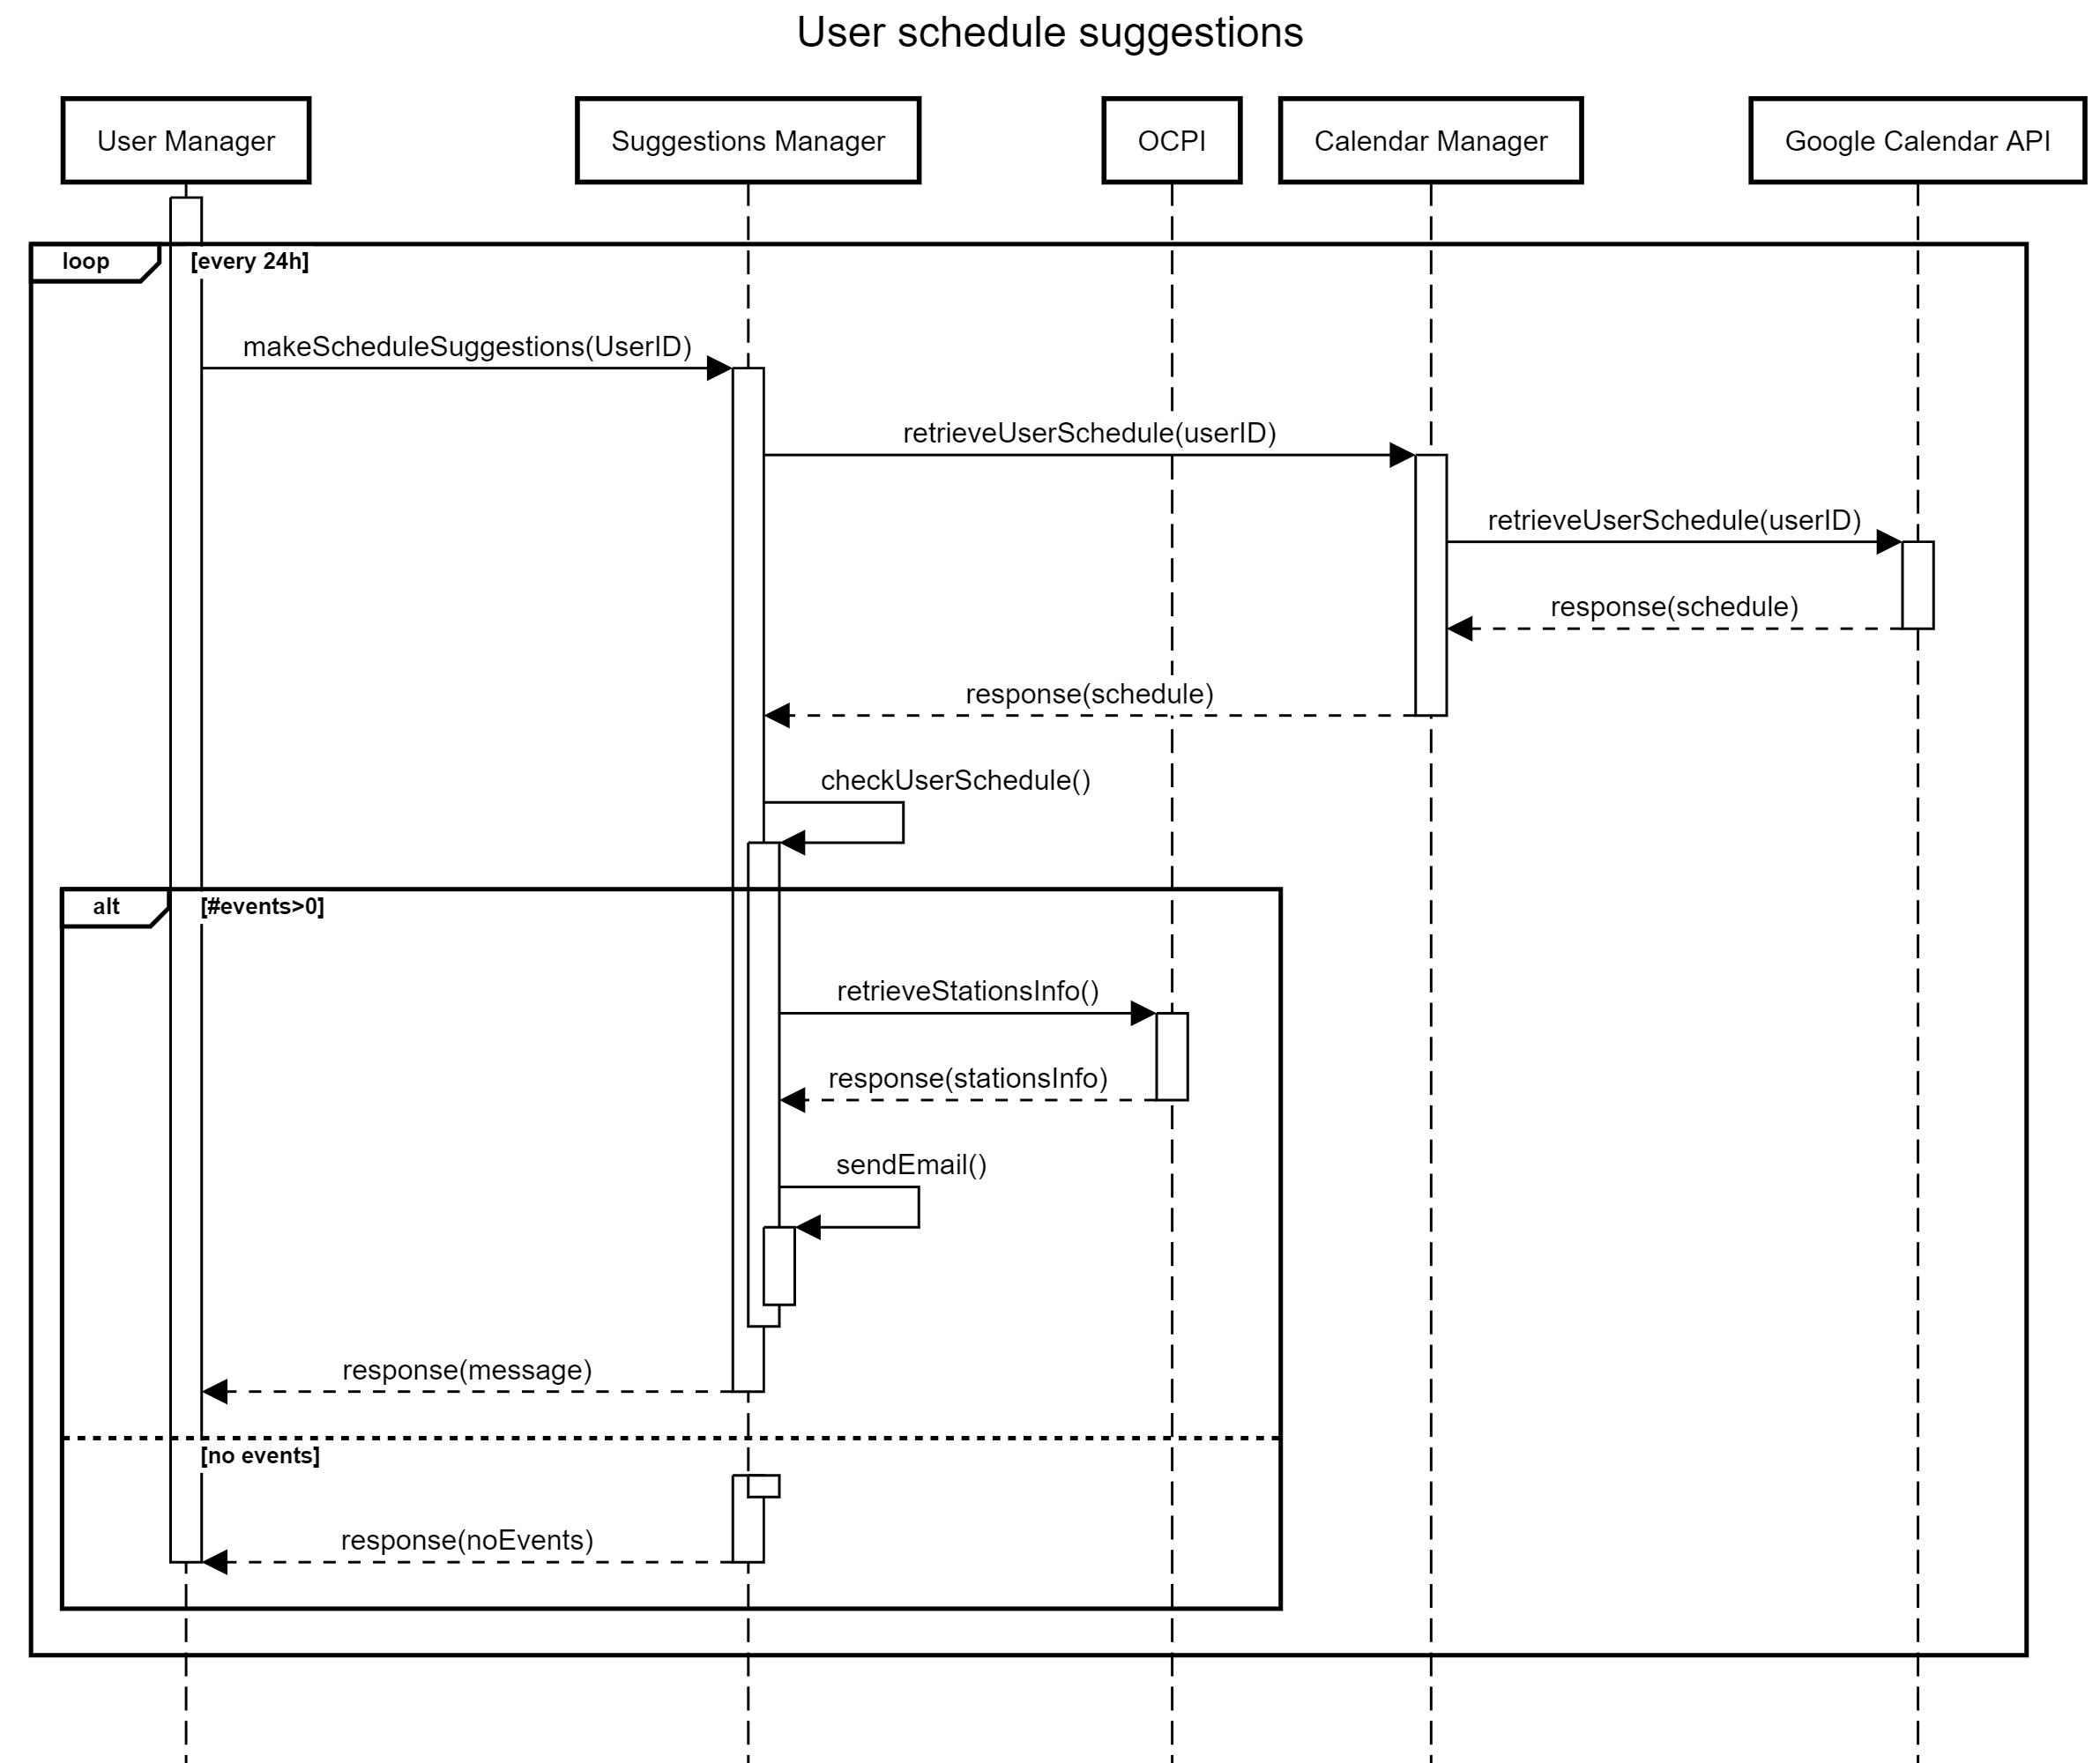 User schedule suggestions
User Manager
Suggestions Manager
OCPI
Calendar Manager
Google Calendar API
loop
[every 24h]
makeScheduleSuggestions(UserID)
retrieveUserSchedule(userID)
retrieveUserSchedule(userID)
response(schedule)
response(schedule)
checkUserSchedule()
alt
[#events>0]
retrieveStationsInfo()
response(stationsInfo)
sendEmail()
response(message)
[no events]
response(noEvents)